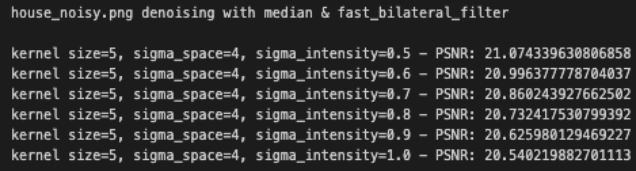 house_noisy.png denoising with median & fast_bilateral_filter
kernel size=5, sigma_space=4, sigma_intensity=0.5 – PSNR: 21.074339630806858
kernel size=5, sigma_space=4, sigma_intensity=0.6 – PSNR: 20.996377778704037
kernel size=5, sigma_space=4, sigma_intensity=0.7 – PSNR: 20.860243927662502
kernel size=5, sigma_space=4, sigma_intensity=0.8 – PSNR: 20.732417530799392
kernel size=5, sigma_space=4, sigma_intensity=0.9 – PSNR: 20.625980129469227
kernel size=5, sigma_space=4, sigma_intensity=1.0 – PSNR: 20.540219882701113